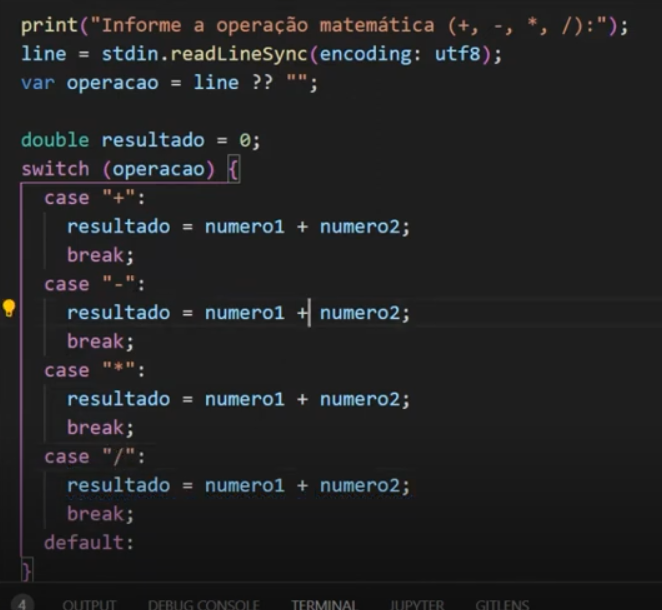 print("Informe a operação matemática (+, -, *, /):");
line = stdin.readLineSync(encoding: utf8);
var operacao = line ?? "";
double resultado = 0;
switch (operacao) {
case "+":
resultado = numero1 + numero2;
break;
case "-":
resultado = numero1 + numero2;
break;
case "*":
resultado = numero1 + numero2;
break;
case "/":
resultado = numero1 + numero2;
break;
default:
}
4 OUTPUT DEBUG CONSOLE TERMINAL JUPYTER GITLENS